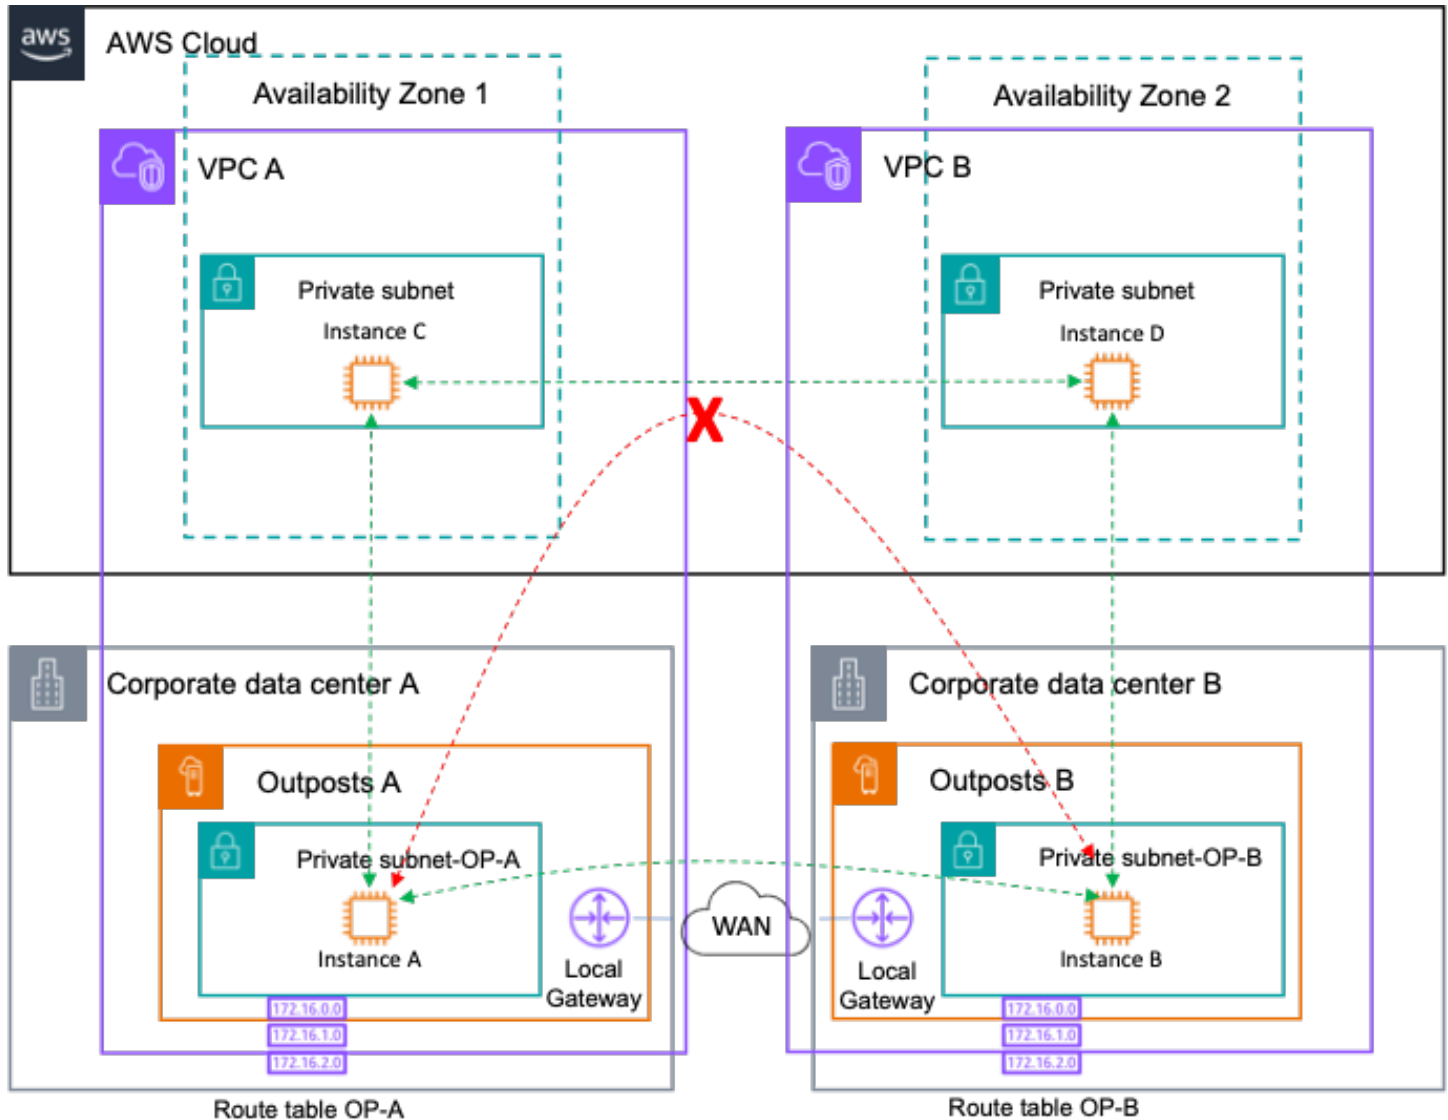 aws
AWS Cloud
Availability Zone 1
Availability Zone 2
VPC A
VPC B
Private subnet
Instance C
Private subnet
Instance D
X
Corporate data center A
Corporate data center B
Outposts A
Outposts B
Private subnet-OP-A
Instance A
Private subnet-OP-B
Instance B
Local
Gateway
WAN
Local
Gateway
172.16.0.0
172.16.1.0
172.16.2.0
172.16.0.0
172.16.1.0
172.16.2.0
Route table OP-A
Route table OP-B